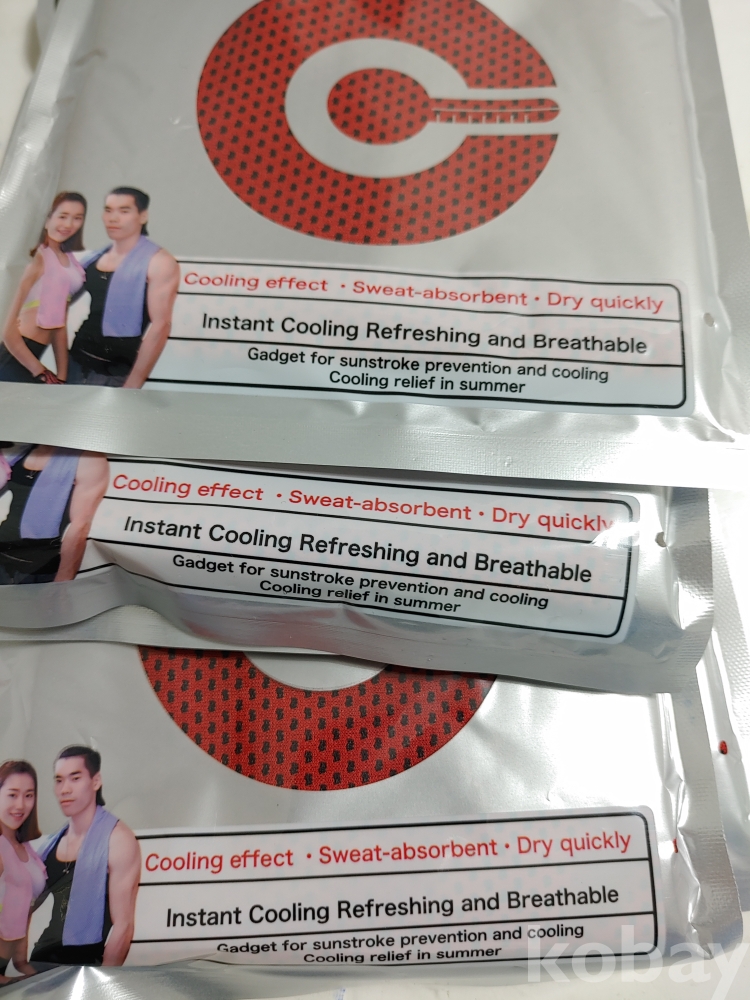 Cooling effect ・Sweat-absorbent・Dry quickly
Instant Cooling Refreshing and Breathable
Gadget for sunstroke prevention and cooling
Cooling relief in summer
Cooling effect ・Sweat-absorbent・Dry quickly
Instant Cooling Refreshing and Breathable
Gadget for sunstroke prevention and cooling
Cooling relief in summer
Cooling effect ・Sweat-absorbent・Dry quickly
Instant Cooling Refreshing and Breathable
Gadget for sunstroke prevention and cooling
Cooling relief in summer
kobay